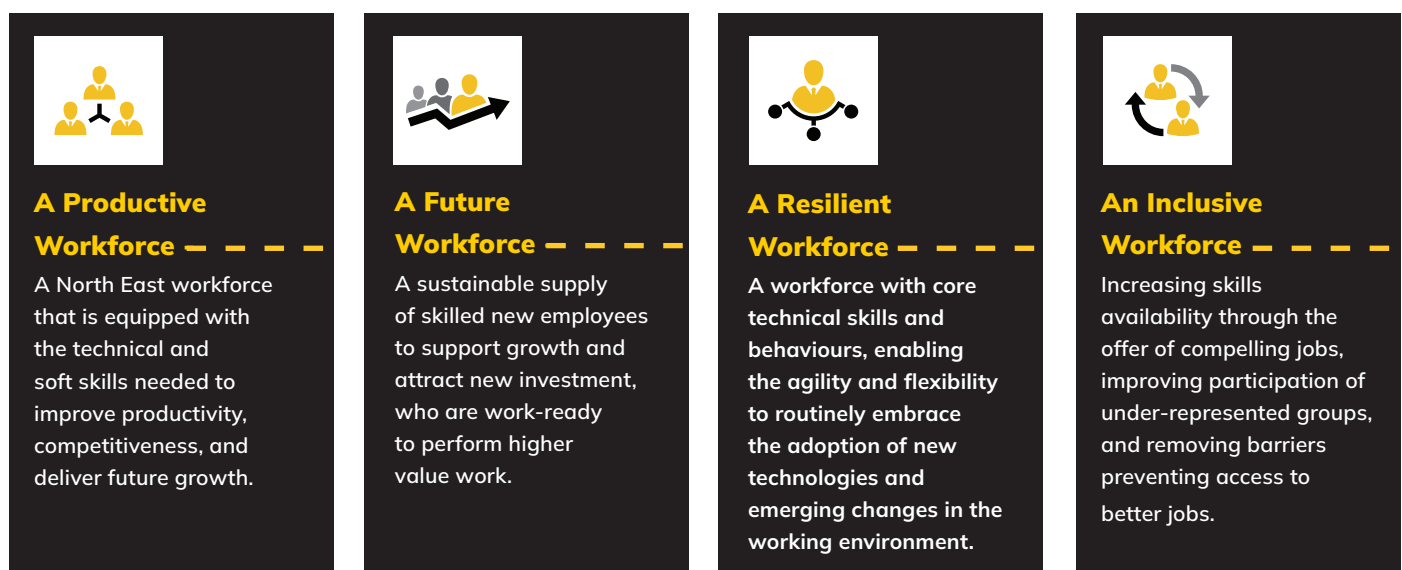 A Productive
Workforce
A North East workforce
that is equipped with
the technical and
soft skills needed to
improve productivity,
competitiveness, and
deliver future growth.
A Future
Workforce
A sustainable supply
of skilled new employees
to support growth and
attract new investment,
who are work-ready
to perform higher
value work.
A Resilient
Workforce
A workforce with core
technical skills and
behaviours, enabling
the agility and flexibility
to routinely embrace
the adoption of new
technologies and
emerging changes in the
working environment.
An Inclusive
Workforce
Increasing skills
availability through the
offer of compelling jobs,
improving participation of
under-represented groups,
and removing barriers
preventing access to
better jobs.